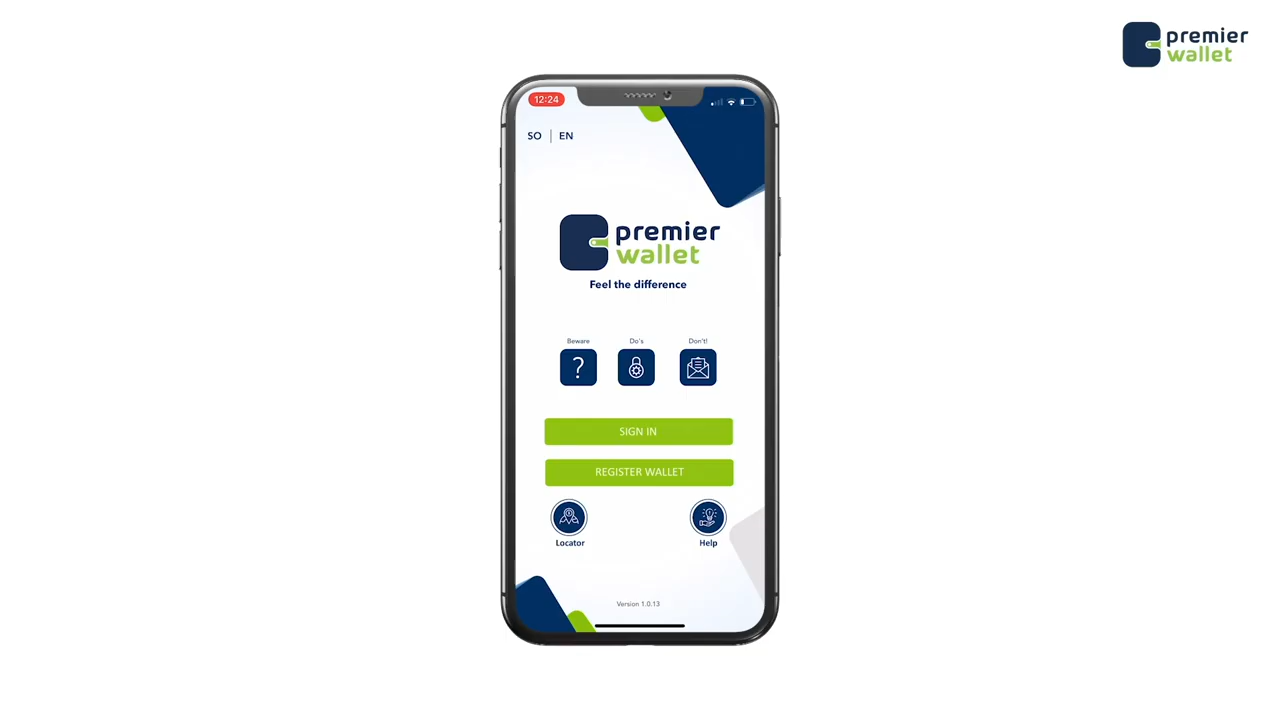 premier
wallet
12:24
SO | EN
premier
wallet
Feel the difference
Beware
Do's
Don't!
SIGN IN
REGISTER WALLET
Locator
Help
Version 1.0.13